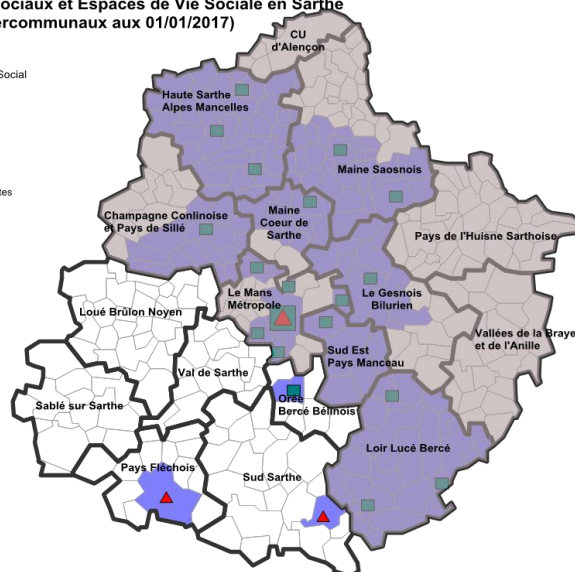 ociaux et Espaces de Vie Sociale en Sarthe
ercommunaux aux 01/01/2017)
Social
tes
CU
d'Alençon
Haute Sarthe
Alpes Mancelles
Maine Saosnois
Champagne Conlinoise
et Pays de Sillé
Maine
Coeur de
Sarthe
Pays de l'Huisne Sarthoise
Loué Brûlon Noyen
Le Mans
Métropole
Le Gesnois
Bilurien
Vallées de la Braye
et de l'Anille
Sud Est
Pays Manceau
Val de Sarthe
Sablé sur Sarthe
Orée
Bercé Bélinois
Loir Lucé Bercé
Pays Fléchois
Sud Sarthe